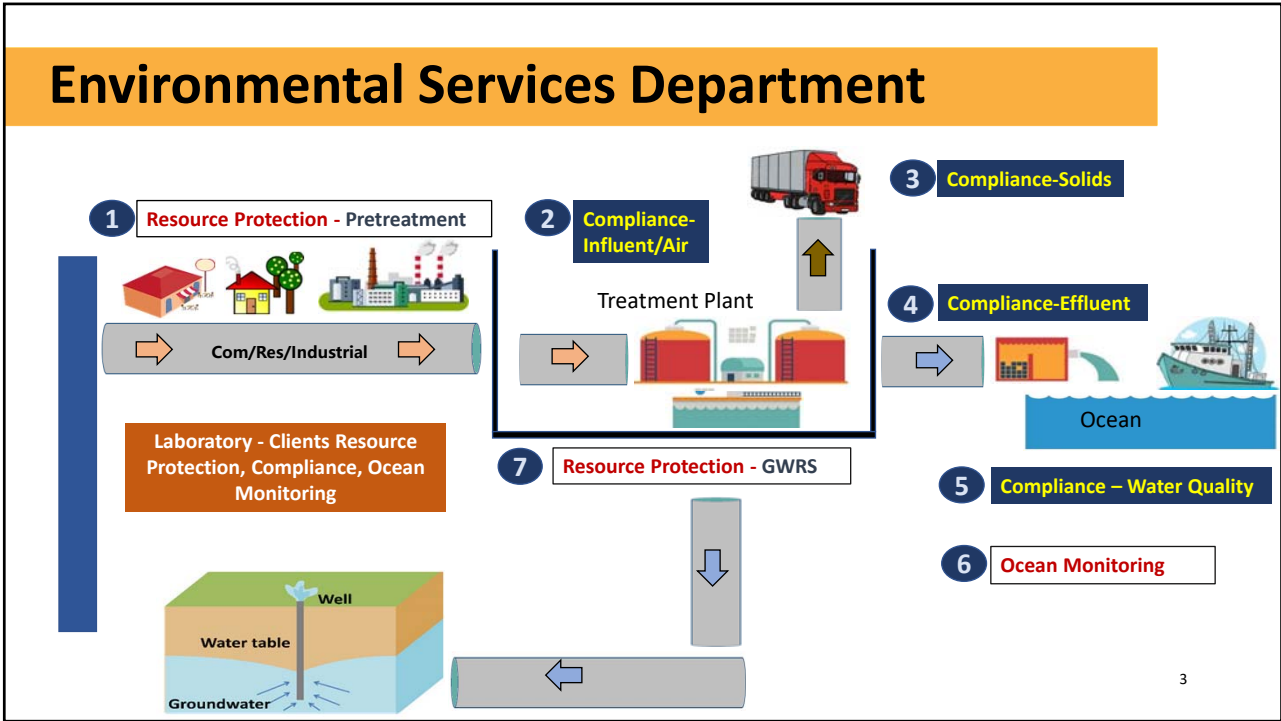 Environmental Services Department
1
Resource Protection - Pretreatment
2
Compliance-
Influent/Air
3
Compliance-Solids
Treatment Plant
4
Compliance-Effluent
Com/Res/Industrial
Ocean
Laboratory - Clients Resource
Protection, Compliance, Ocean
Monitoring
7
Resource Protection - GWRS
5
Compliance – Water Quality
6
Ocean Monitoring
Well
Water table
Groundwater
3